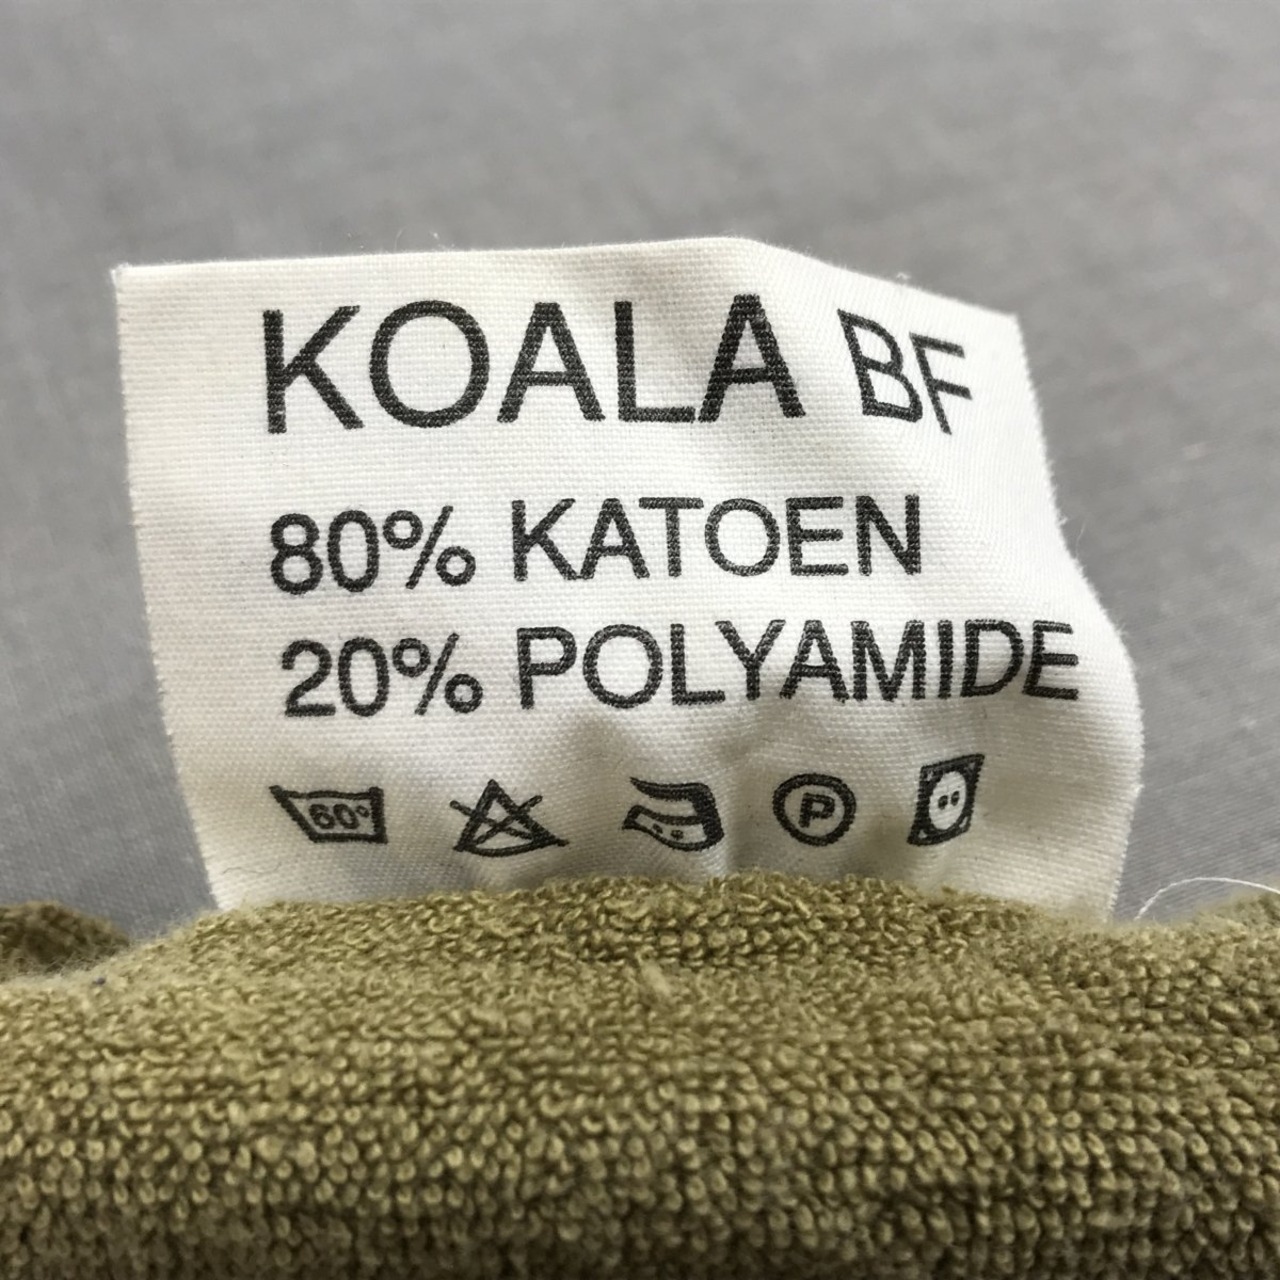 KOALA BF
80% KATOEN
20% POLYAMIDE
60° P